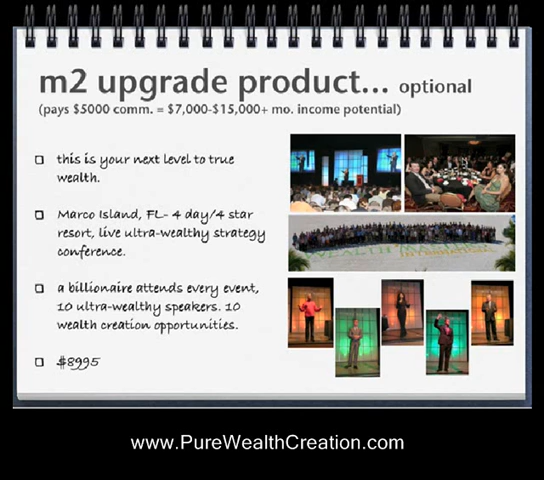 m2 upgrade product... optional
(pays $5000 comm. = $7,000-$15,000+ mo. income potential)
this is your next level to true
wealth.
Marco Island, FL- 4 day/4 star
resort, live ultra-wealthy strategy
conference.
a billionaire attends every event,
10 ultra-wealthy speakers. 10
wealth creation opportunities.
$8995
www.PureWealthCreation.com